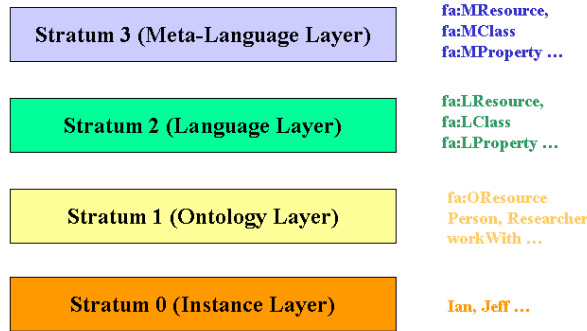 Stratum 3 (Meta-Language Layer)
fa:MResource,
fa:MClass
fa:MProperty ...
Stratum 2 (Language Layer)
fa:LResource,
fa:LClass
fa:LProperty ...
Stratum 1 (Ontology Layer)
fa:OResource
Person, Researcher
workWith ...
Stratum 0 (Instance Layer)
Ian, Jeff ...